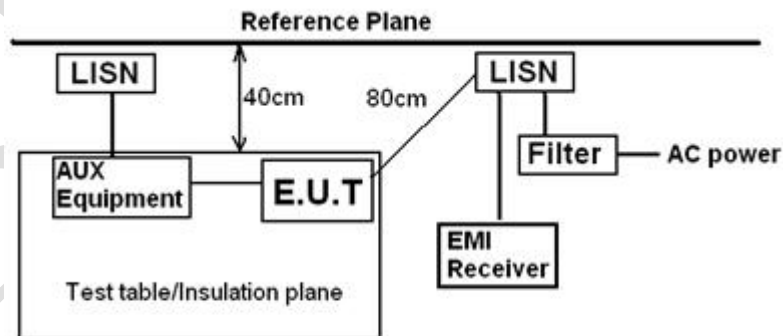 Reference Plane
LISN
40cm
80cm
LISN
AUX
Equipment
E.U.T
Filter
AC power
EMI
Receiver
Test table/Insulation plane